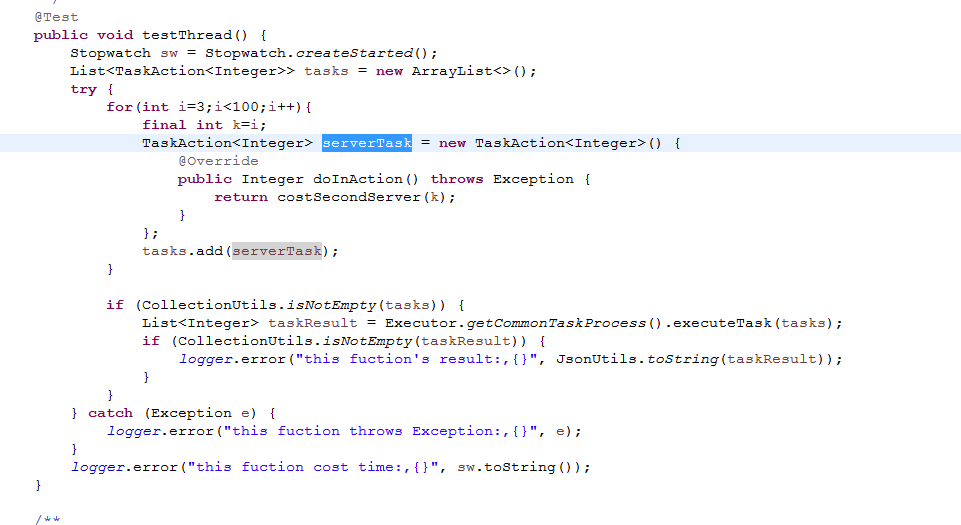 @Test
public void testThread() {
Stopwatch sw = Stopwatch.createStarted();
List<TaskAction<Integer>> tasks = new ArrayList<>();
try {
for(int i=3;i<100;i++){
final int k=i;
TaskAction<Integer> serverTask = new TaskAction<Integer>() {
@Override
public Integer doInAction() throws Exception {
return costSecondServer(k);
}
};
tasks.add(serverTask);
}
if (CollectionUtils.isNotEmpty(tasks)) {
List<Integer> taskResult = Executor.getCommonTaskProcess().executeTask(tasks);
if (CollectionUtils.isNotEmpty(taskResult)) {
logger.error("this fuction's result:,{}", JsonUtils.toString(taskResult));
}
}
} catch (Exception e) {
logger.error("this fuction throws Exception:,{}", e);
}
logger.error("this fuction cost time:,{}", sw.toString());
}
/**